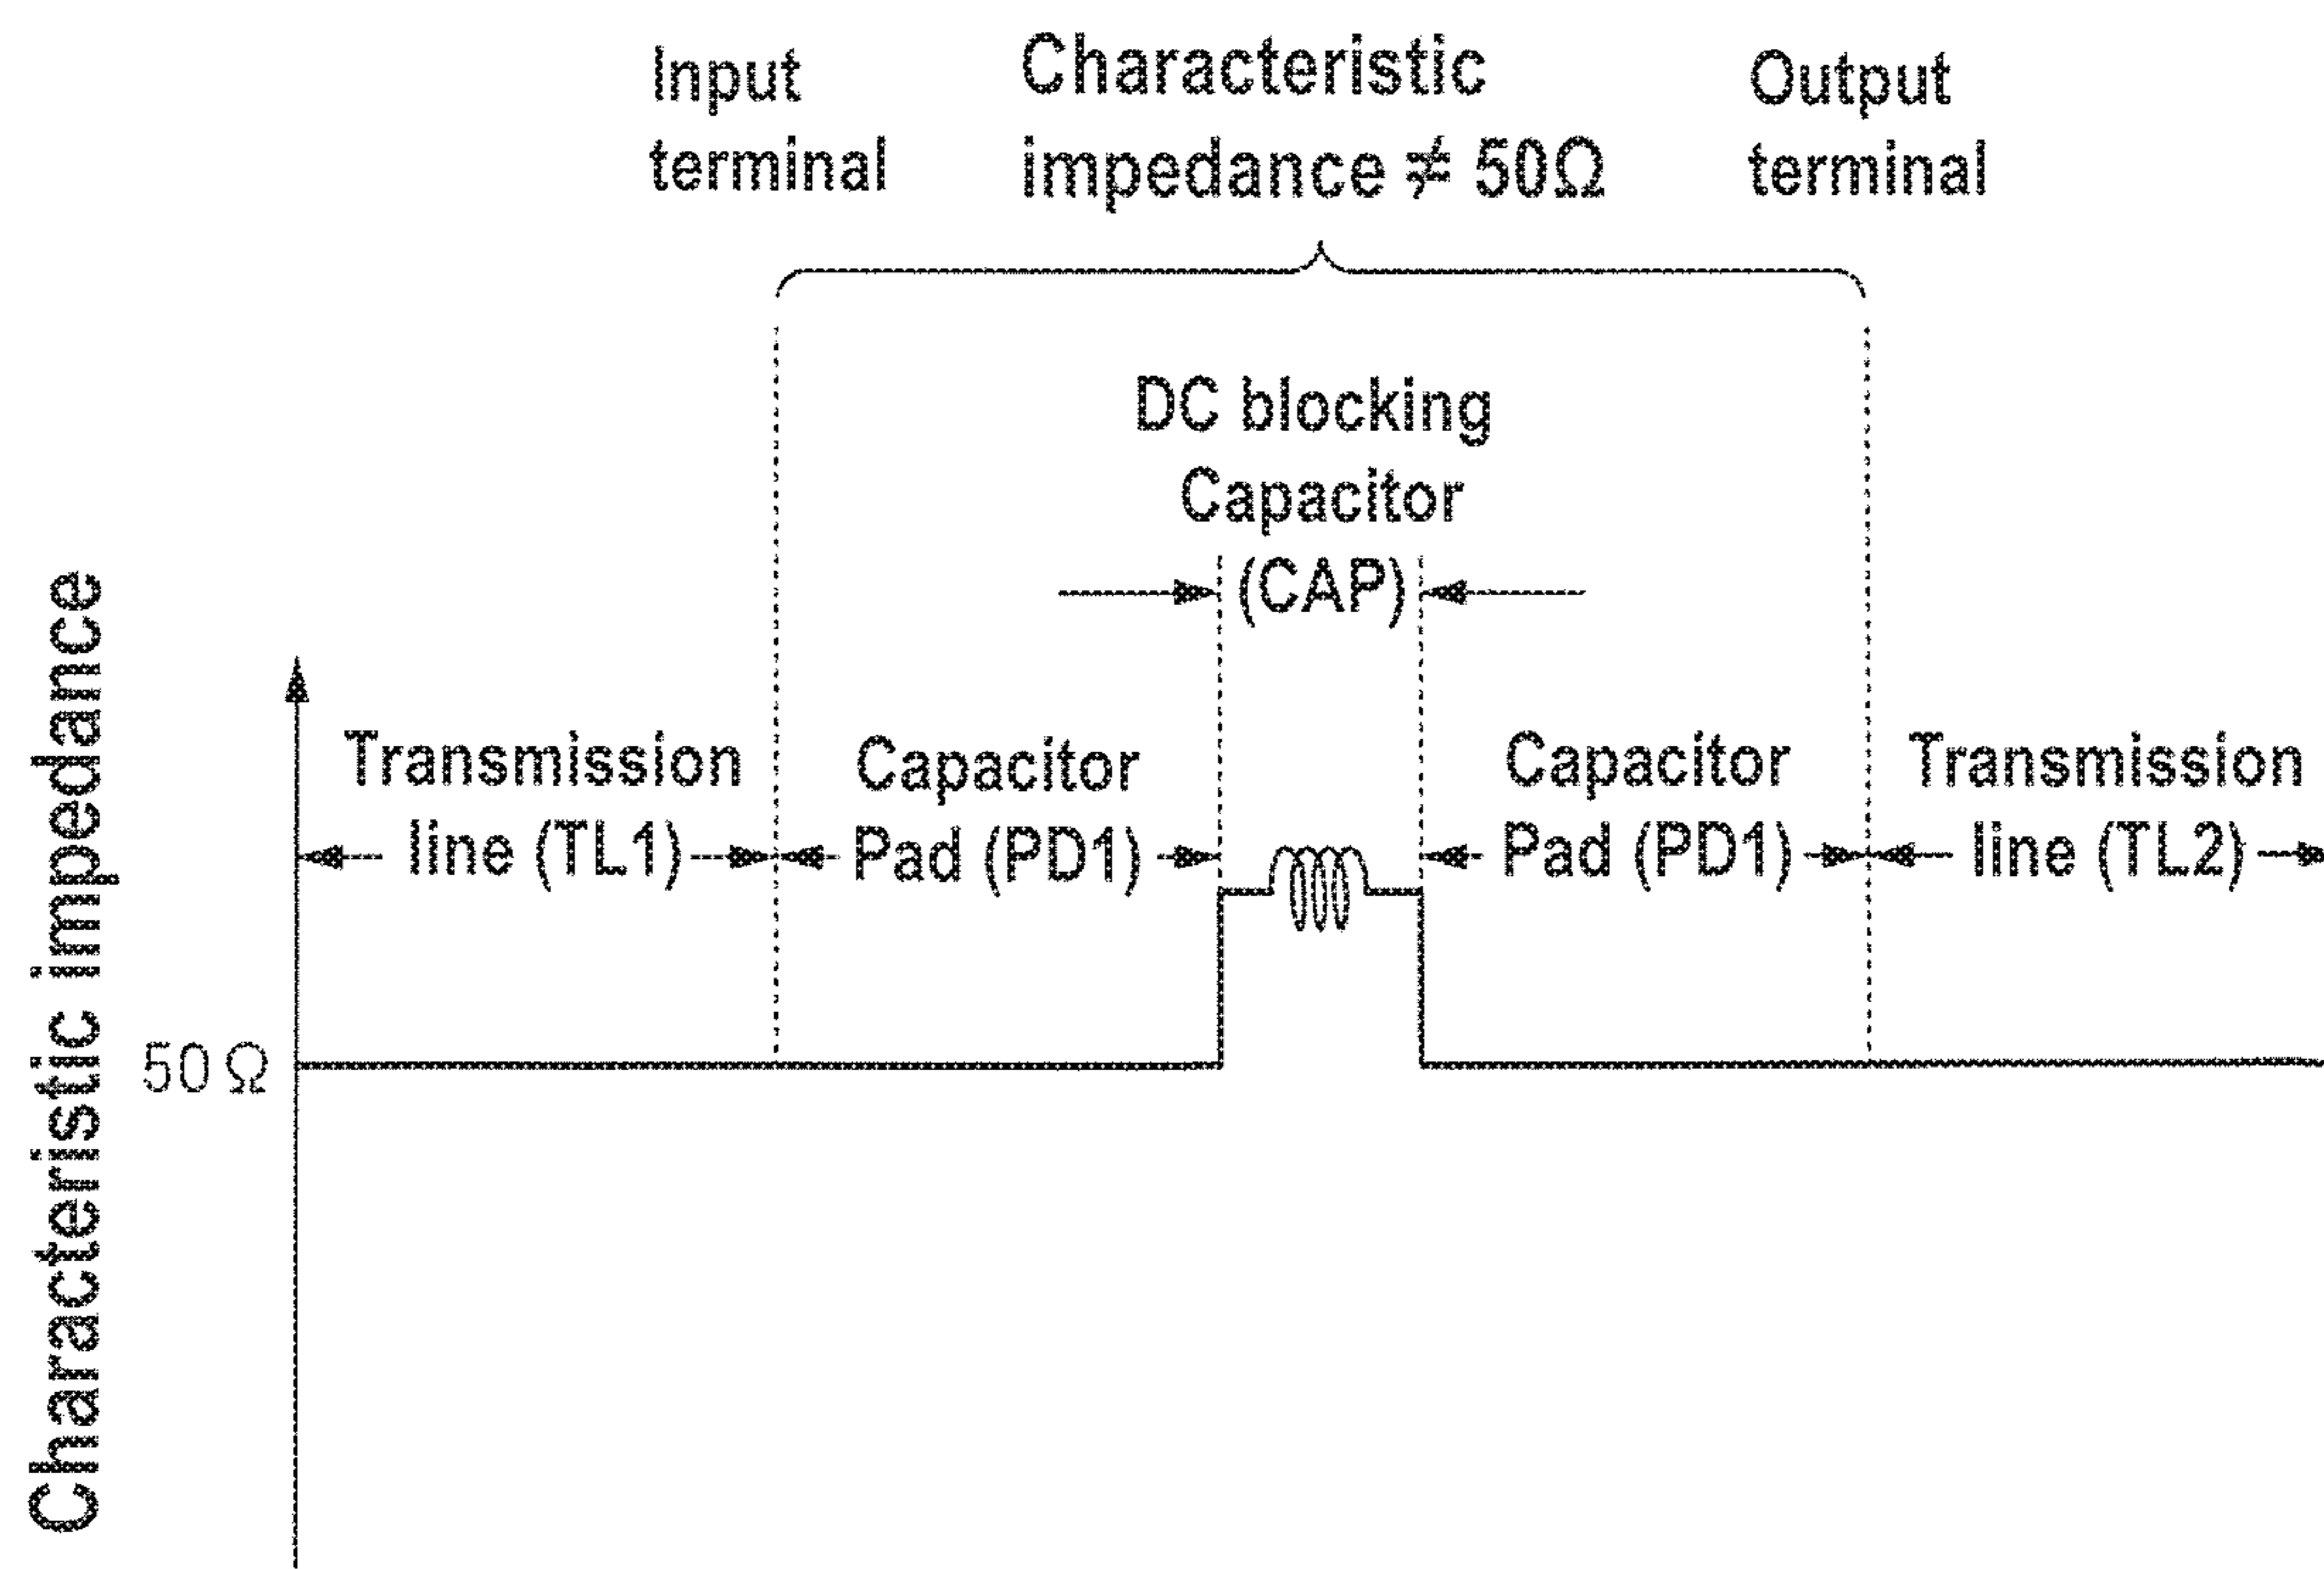 Input
terminal
Characteristic
impedance ≠ 50Ω
Output
terminal
DC blocking
Capacitor
(CAP)
Characteristic impedance
Transmission
line (TL1)
Capacitor
Pad (PD1)
Capacitor
Pad (PD1)
Transmission
line (TL2)
50 Ω